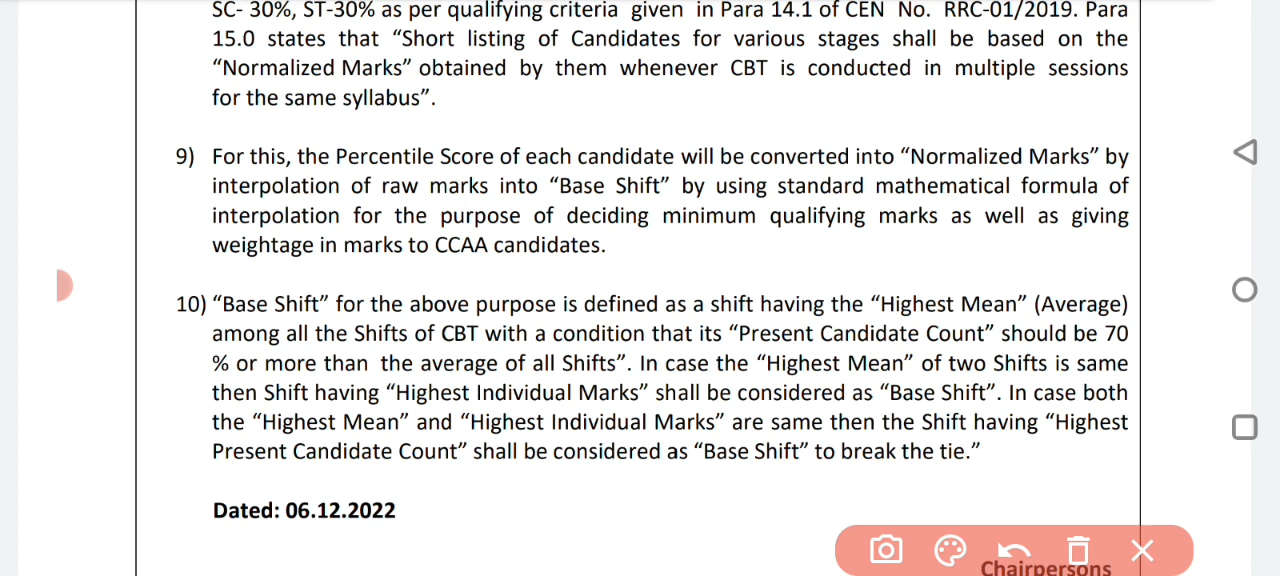 SC- 30%, ST-30% as per qualifying criteria given in Para 14.1 of CEN No. RRC-01/2019. Para
15.0 states that “Short listing of Candidates for various stages shall be based on the
“Normalized Marks” obtained by them whenever CBT is conducted in multiple sessions
for the same syllabus”.
9) For this, the Percentile Score of each candidate will be converted into “Normalized Marks” by
interpolation of raw marks into “Base Shift” by using standard mathematical formula of
interpolation for the purpose of deciding minimum qualifying marks as well as giving
weightage in marks to CCAA candidates.
10) “Base Shift” for the above purpose is defined as a shift having the “Highest Mean” (Average)
among all the Shifts of CBT with a condition that its “Present Candidate Count” should be 70
% or more than the average of all Shifts”. In case the “Highest Mean” of two Shifts is same
then Shift having “Highest Individual Marks” shall be considered as “Base Shift”. In case both
the “Highest Mean” and “Highest Individual Marks” are same then the Shift having “Highest
Present Candidate Count” shall be considered as “Base Shift” to break the tie.”
Dated: 06.12.2022
Chairpersons